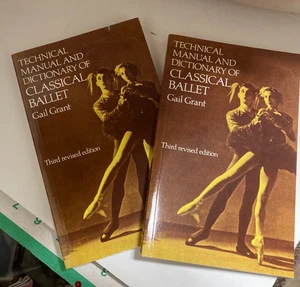 TECHNICAL
MANUAL AND
DICTIONARY OF
CLASSICAL
BALLET
Gail Grant
Third revised edition
TECHNICAL
MANUAL AND
DICTIONARY OF
CLASSICAL
BALLET
Gail Grant
Third revised edition